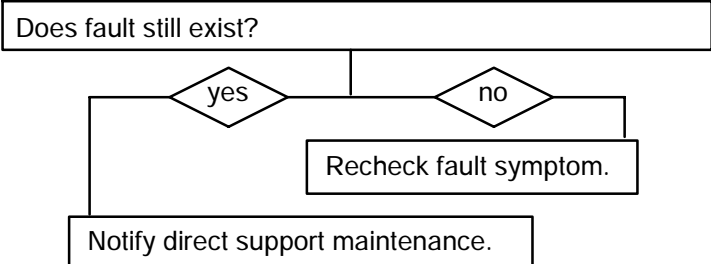 Does fault still exist?
yes
no
Recheck fault symptom.
Notify direct support maintenance.